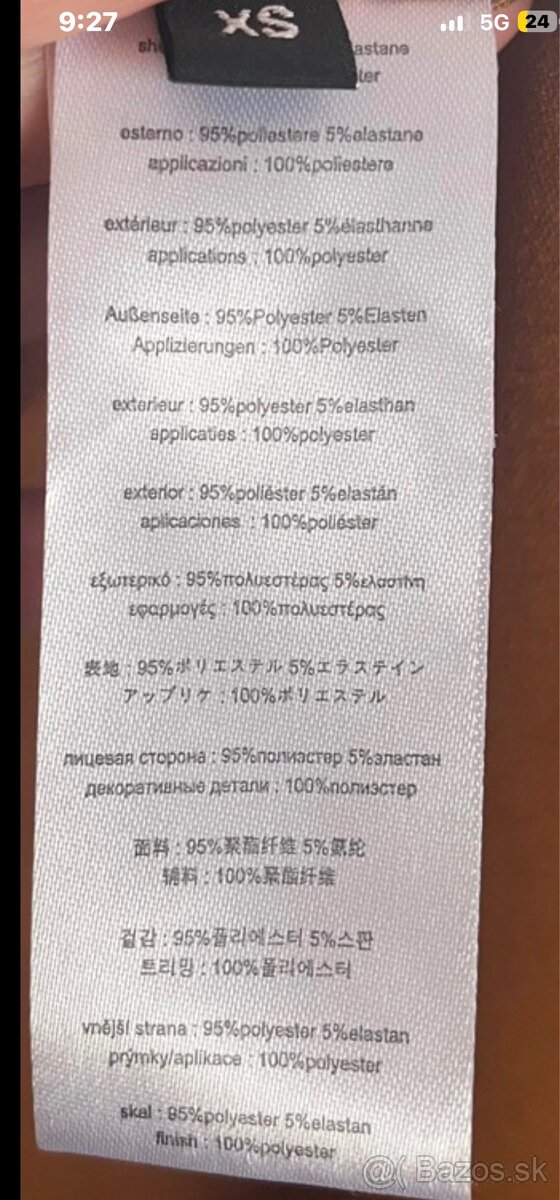 9:27
5G 24
XS
sh astane
ter
esterno : 95%poliestere 5%elastano
applicazioni : 100%poliestere
extérieur : 95%polyester 5%élasthanne
applications : 100%polyester
Außenseite : 95%Polyester 5%Elasten
Applizierungen : 100%Polyester
exterieur : 95%polyester 5%elasthan
applicaties : 100%polyester
exterior : 95%poliéster 5%elastán
aplicaciones : 100%poliéster
εξωτερικό : 95%πολυεστέρας 5%ελαστίνη
εφαρμογές : 100%πολυεστέρας
表地 : 95%ポリエステル 5%エラステイン
アップリケ : 100%ポリエステル
лицевая сторона : 95%полиэстер 5%эластан
декоративные детали : 100%полиэстер
面料 : 95%聚酯纤维 5%氨纶
辅料 : 100%聚酯纤维
겉감 : 95%폴리에스터 5%스판
트리밍 : 100%폴리에스터
vnější strana : 95%polyester 5%elastan
prýmky/aplikace : 100%polyester
skal : 95%polyester 5%elastan
finish : 100%polyester
@( Bazos.sk